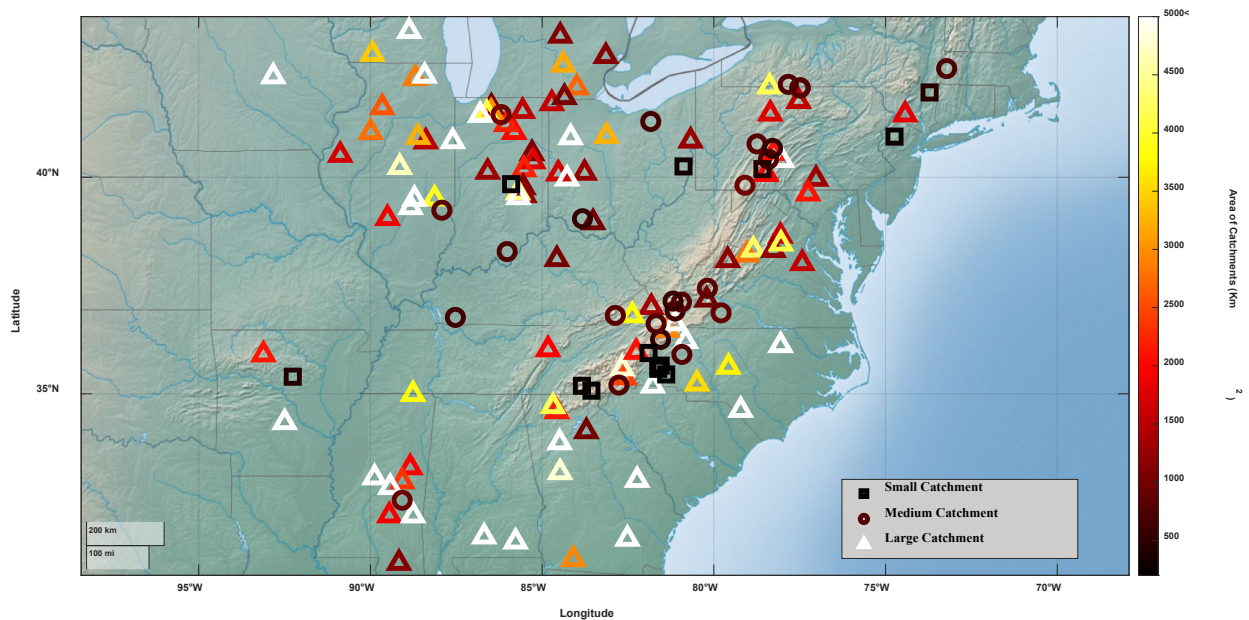 5000<
4500
4000
3500
3000
2500
2000
1500
1000
500
Area of Catchments (Km
2
)
40°N
35°N
Latitude
Small Catchment
Medium Catchment
Large Catchment
200 km
100 mi
95°W
90°W
85°W
80°W
75°W
70°W
Longitude